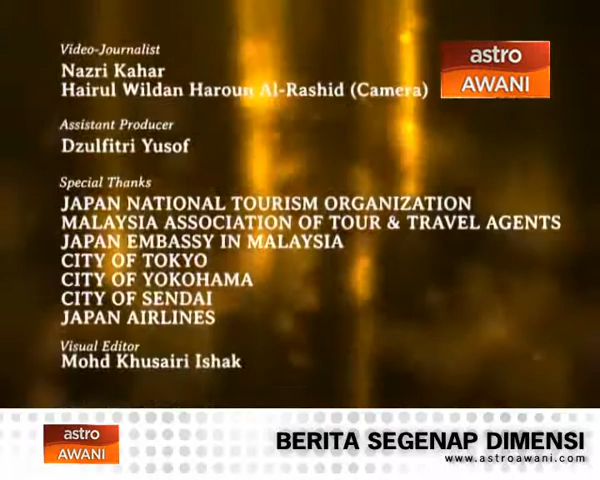 Video-Journalist
Nazri Kahar
Hairul Wildan Haroun Al-Rashid (Camera)
astro
AWANI
Assistant Producer
Dzulfitri Yusof
Special Thanks
JAPAN NATIONAL TOURISM ORGANIZATION
MALAYSIA ASSOCIATION OF TOUR & TRAVEL AGENTS
JAPAN EMBASSY IN MALAYSIA
CITY OF TOKYO
CITY OF YOKOHAMA
CITY OF SENDAI
JAPAN AIRLINES
Visual Editor
Mohd Khusairi Ishak
astro
AWANI
BERITA SEGENAP DIMENSI
www.astroawani.com